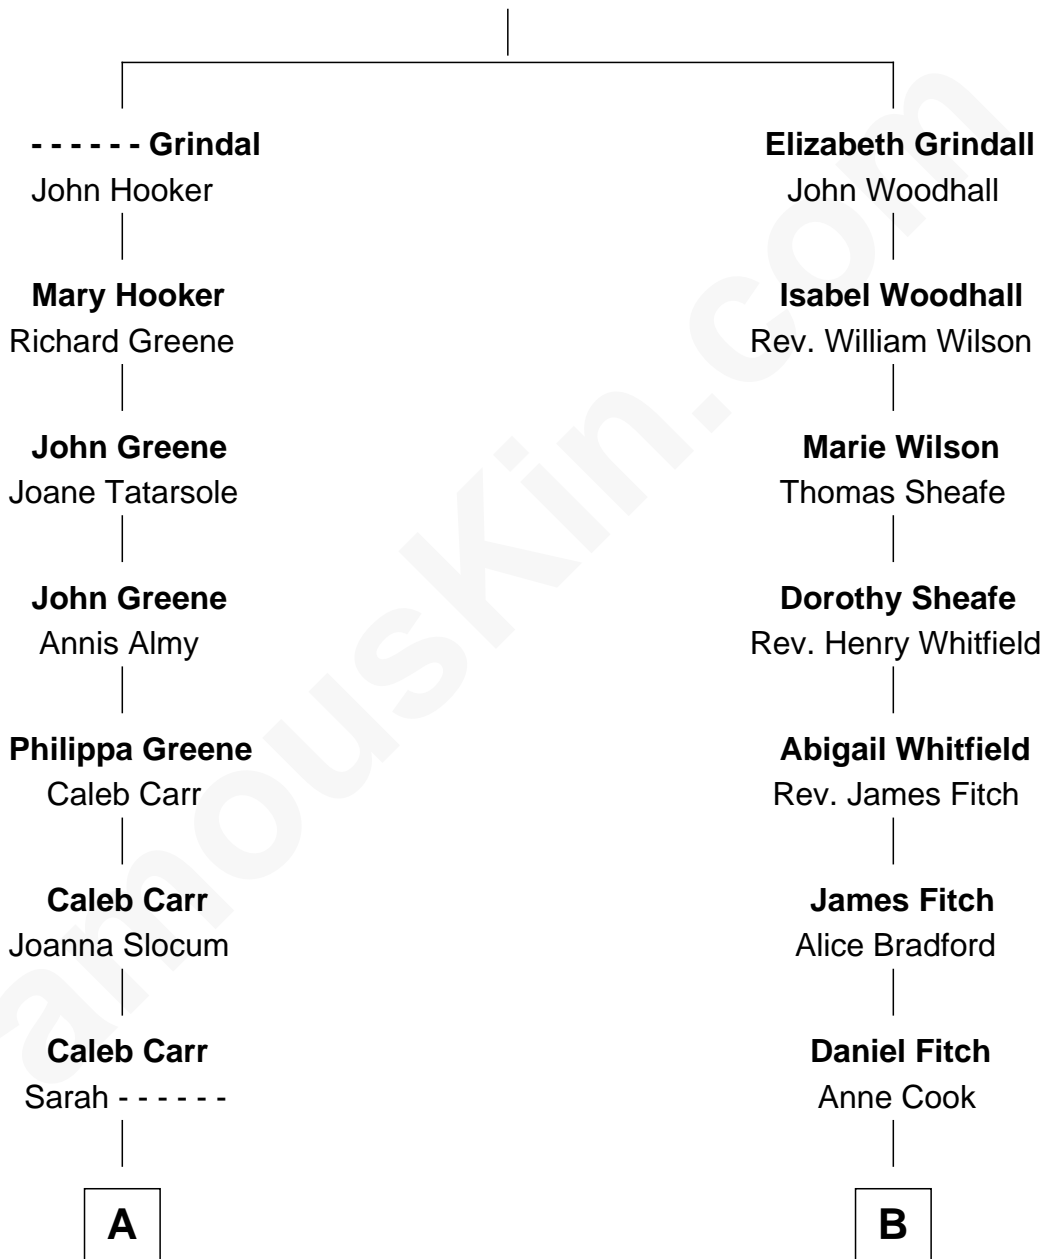 - - - - - - Grindal
John Hooker
Mary Hooker
Richard Greene
John Greene
Joane Tatarsole
John Greene
Annis Almy
Philippa Greene
Caleb Carr
Caleb Carr
Joanna Slocum
Caleb Carr
Sarah - - - - - -
A
Elizabeth Grindall
John Woodhall
Isabel Woodhall
Rev. William Wilson
Marie Wilson
Thomas Sheafe
Dorothy Sheafe
Rev. Henry Whitfield
Abigail Whitfield
Rev. James Fitch
James Fitch
Alice Bradford
Daniel Fitch
Anne Cook
B
amousKin.com